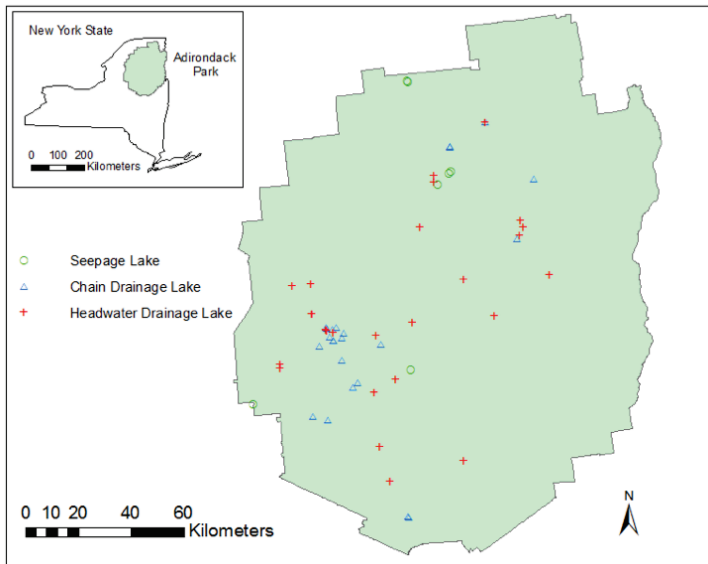 New York State
Adirondack
Park
0 100 200
Kilometers
Seepage Lake
Chain Drainage Lake
Headwater Drainage Lake
0 10 20 40 60
Kilometers
N